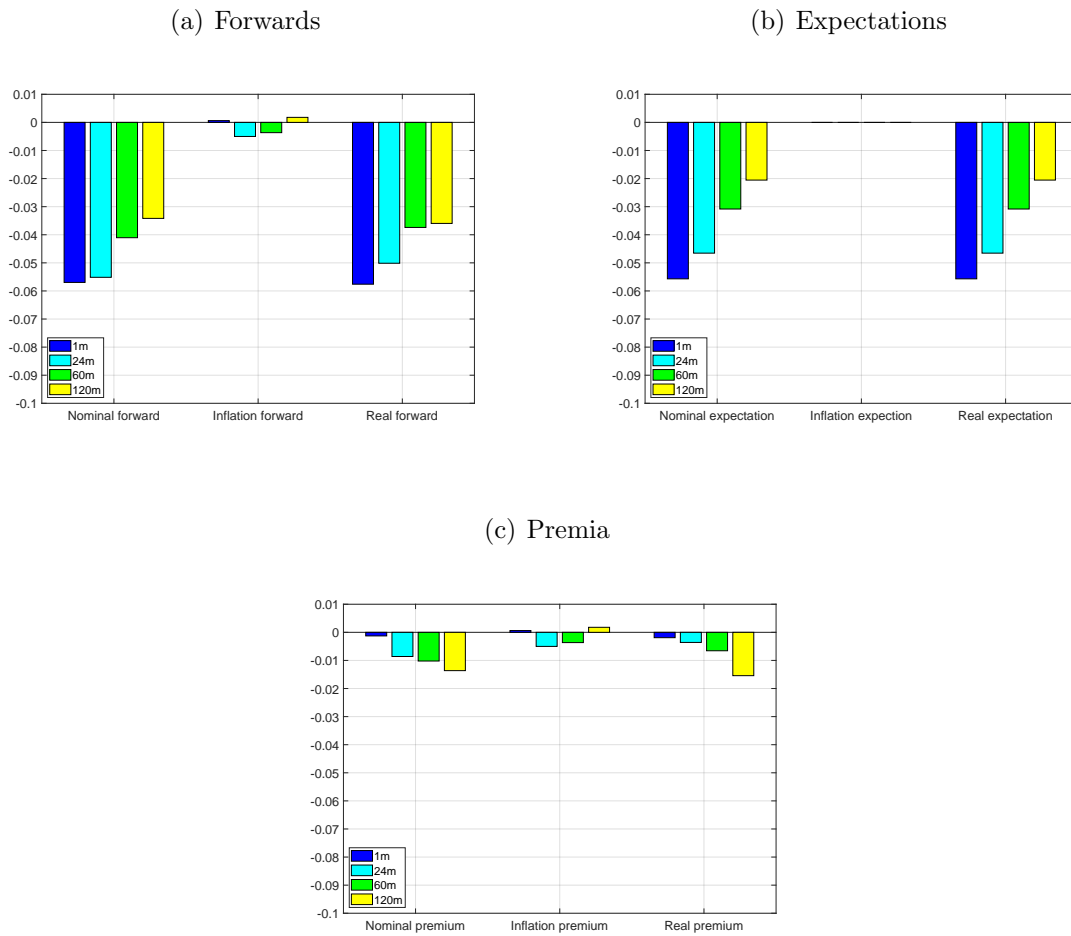 (a) Forwards
0.01
0
-0.01
-0.02
-0.03
-0.04
-0.05
-0.06
-0.07
-0.08
-0.09
-0.1
1m
24m
60m
120m
Nominal forward Inflation forward Real forward
(b) Expectations
0.01
0
-0.01
-0.02
-0.03
-0.04
-0.05
-0.06
-0.07
-0.08
-0.09
-0.1
1m
24m
60m
120m
Nominal expectation Inflation expection Real expectation
(c) Premia
0.01
0
-0.01
-0.02
-0.03
-0.04
-0.05
-0.06
-0.07
-0.08
-0.09
-0.1
1m
24m
60m
120m
Nominal premium Inflation premium Real premium